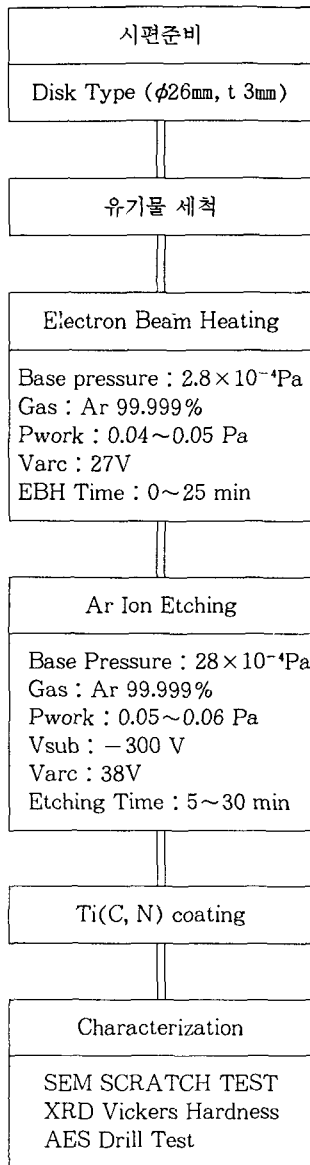 시편준비
Disk Type (ϕ26㎜, t 3㎜)
유기물 세척
Electron Beam Heating
Base pressure : 2.8×10⁻⁴Pa
Gas : Ar 99.999%
Pwork : 0.04~0.05 Pa
Varc : 27V
EBH Time : 0~25 min
Ar Ion Etching
Base Pressure : 28×10⁻⁴Pa
Gas : Ar 99.999%
Pwork : 0.05~0.06 Pa
Vsub : −300 V
Varc : 38V
Etching Time : 5~30 min
Ti(C, N) coating
Characterization
SEM SCRATCH TEST
XRD Vickers Hardness
AES Drill Test